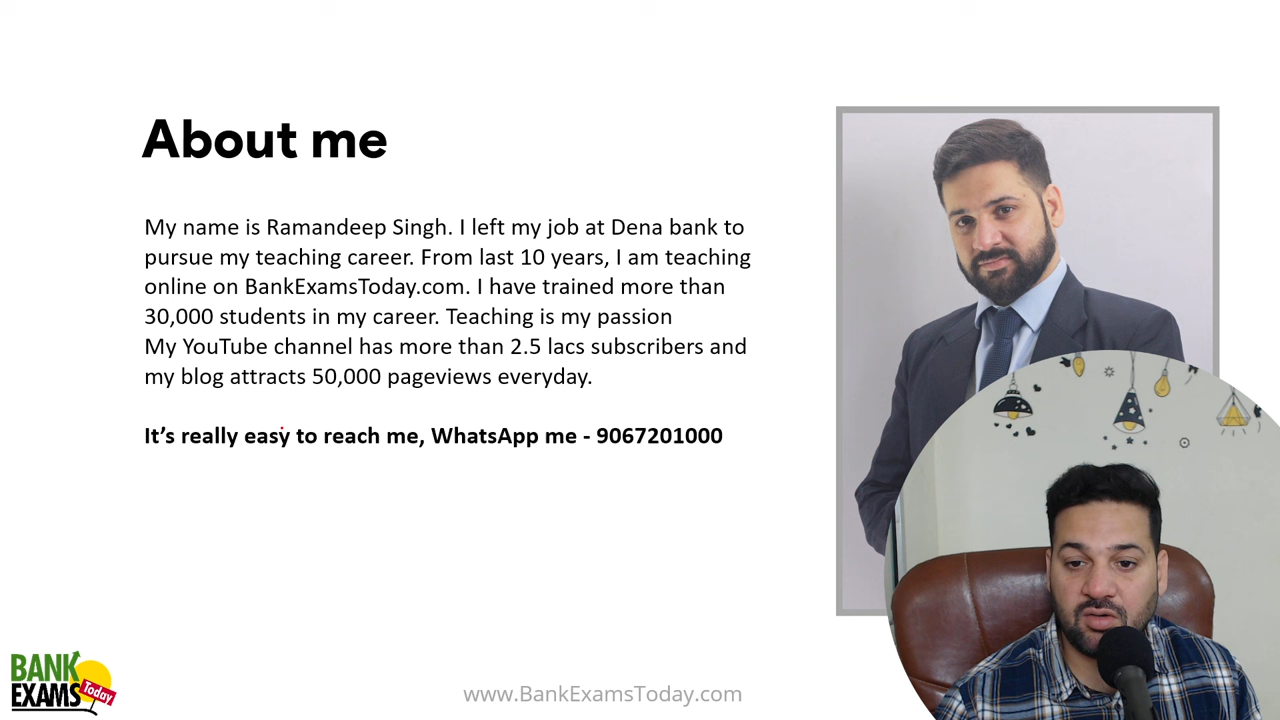 About me
My name is Ramandeep Singh. I left my job at Dena bank to
pursue my teaching career. From last 10 years, I am teaching
online on BankExamsToday.com. I have trained more than
30,000 students in my career. Teaching is my passion
My YouTube channel has more than 2.5 lacs subscribers and
my blog attracts 50,000 pageviews everyday.
It’s really easy to reach me, WhatsApp me - 9067201000
BANK
EXAMS
Today
www.BankExamsToday.com